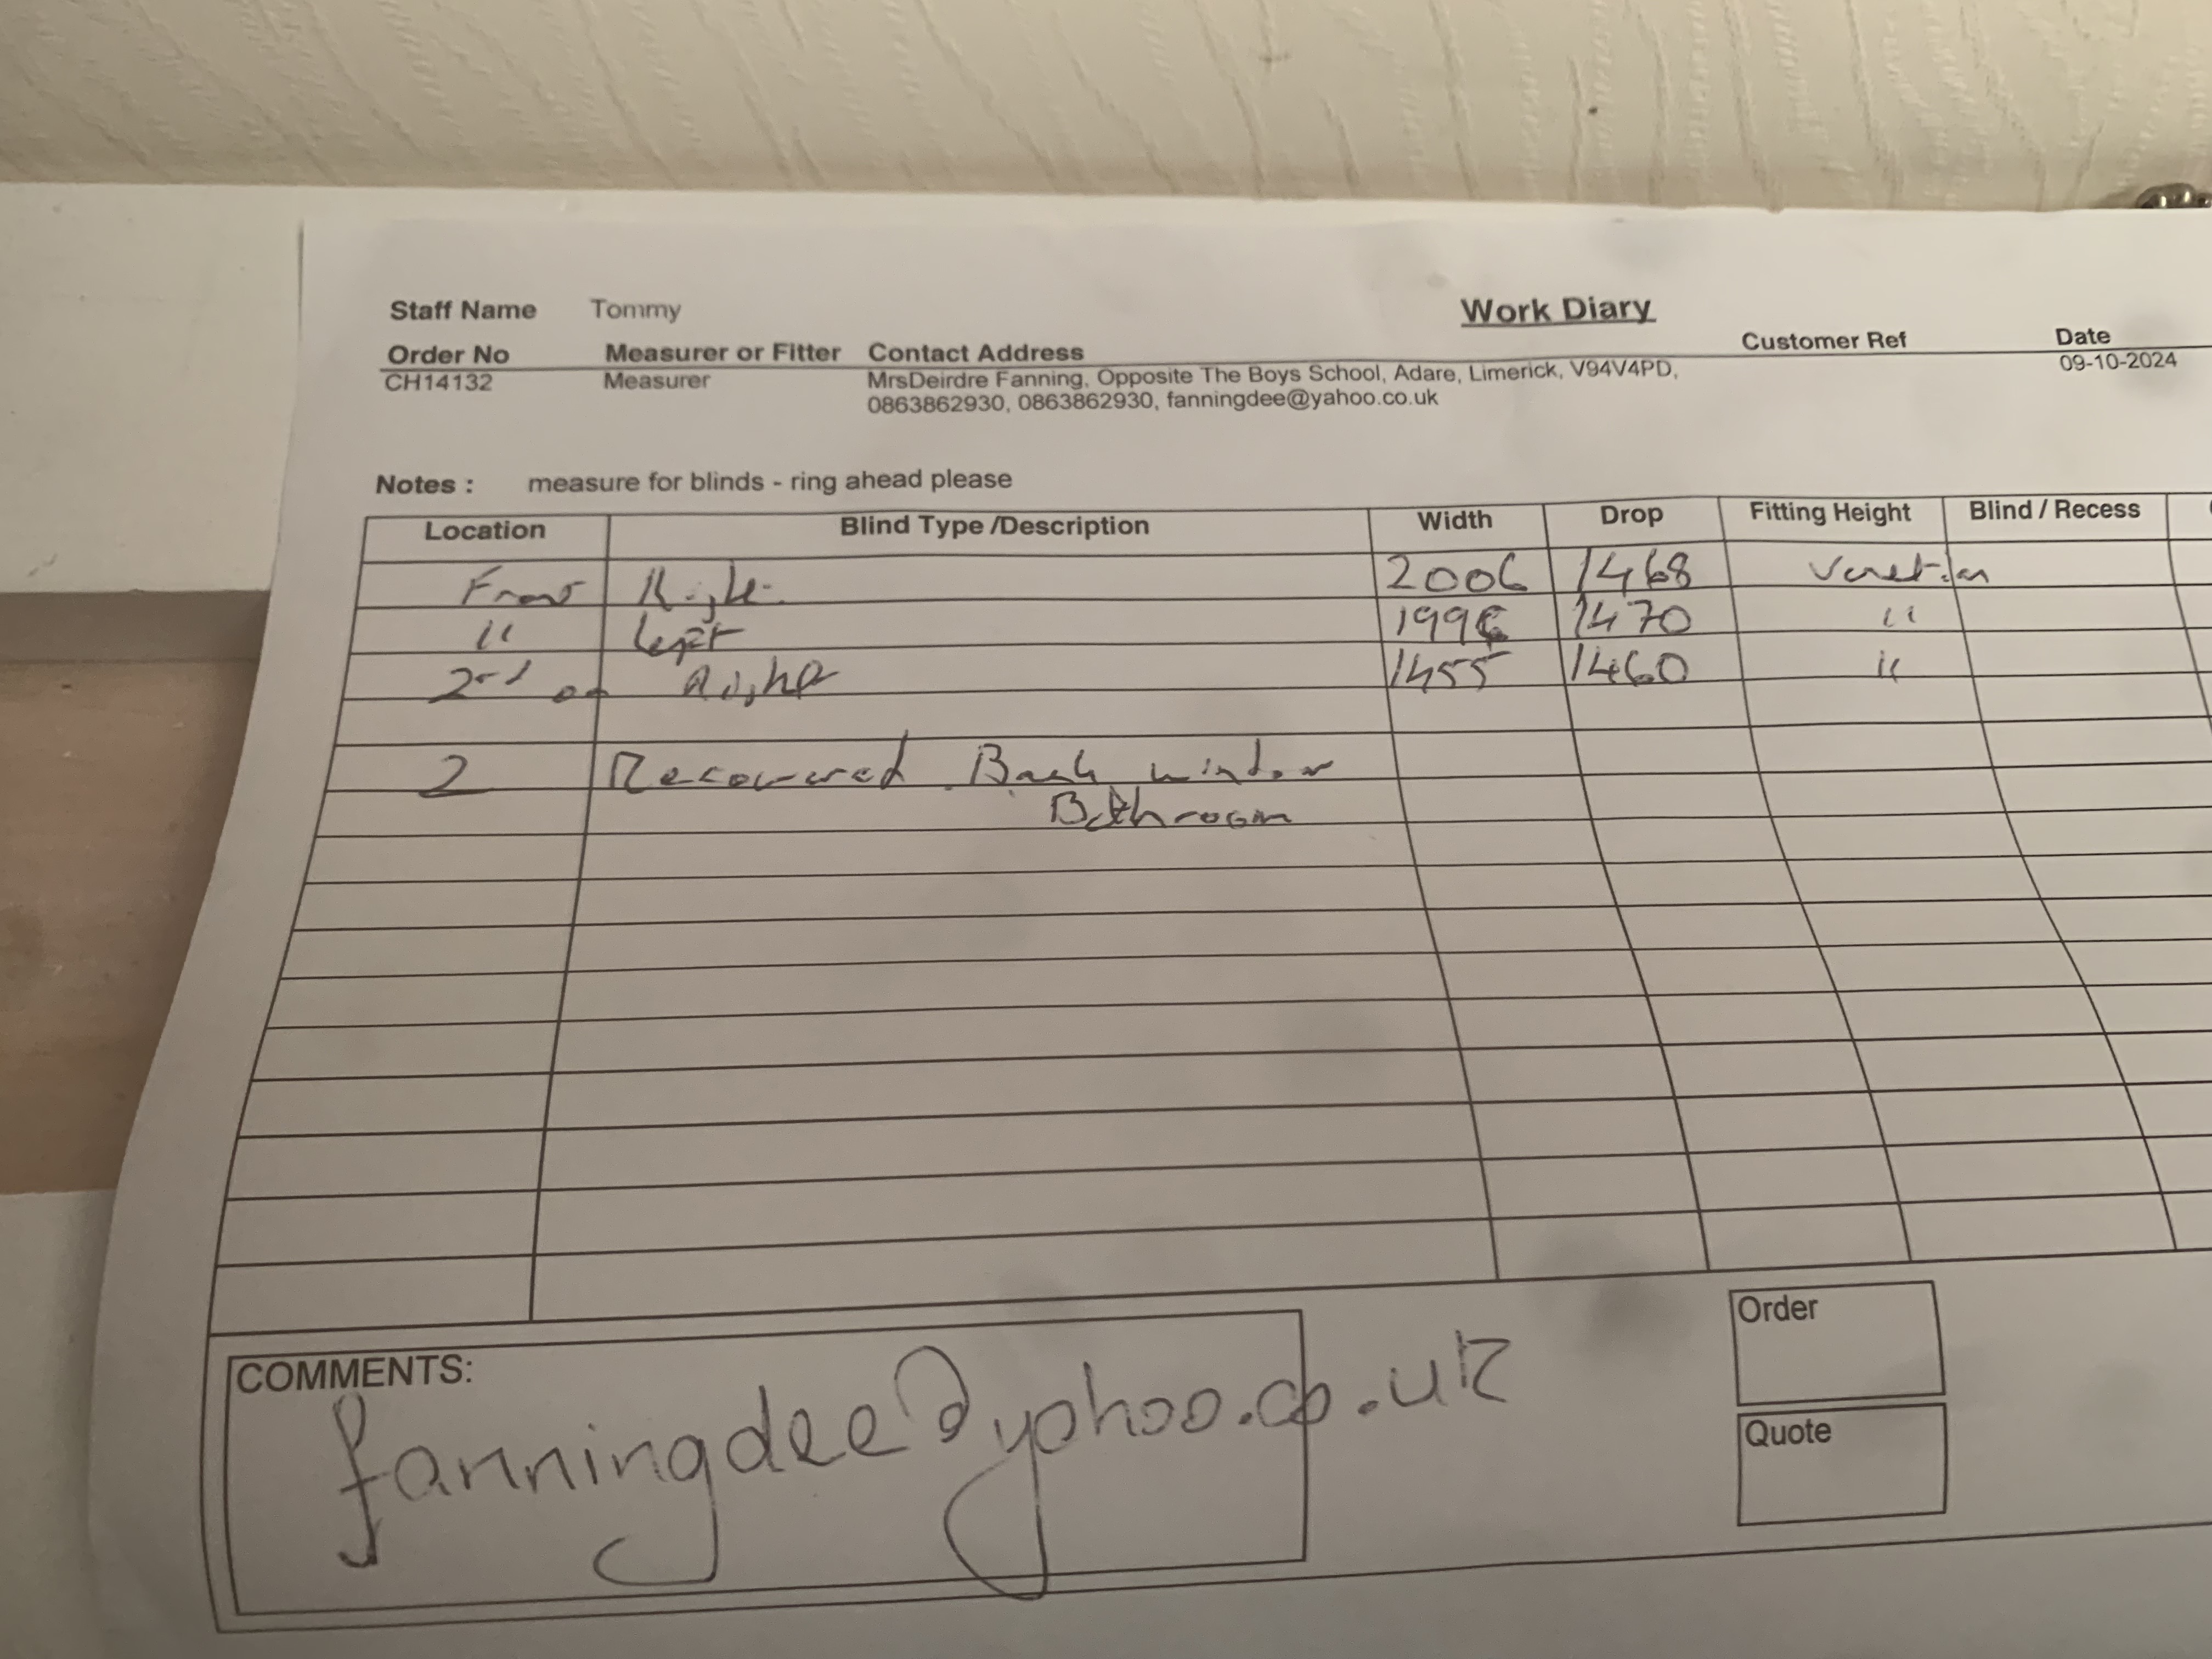 Staff Name Tommy Work Diary
Order No Measurer or Fitter Contact Address Customer Ref Date
CH14132 Measurer MrsDeirdre Fanning, Opposite The Boys School, Adare, Limerick, V94V4PD, 09-10-2024
0863862930, 0863862930, fanningdee@yahoo.co.uk
Notes : measure for blinds - ring ahead please
Location Blind Type /Description Width Drop Fitting Height Blind / Recess
Front Right 2006 1468 Venetian
" Left 1996 1470 "
2nd on Right 1455 1460 "
2 Recovered Back window
Bathroom
COMMENTS:
fanningdee@yahoo.co.uk
Order
Quote